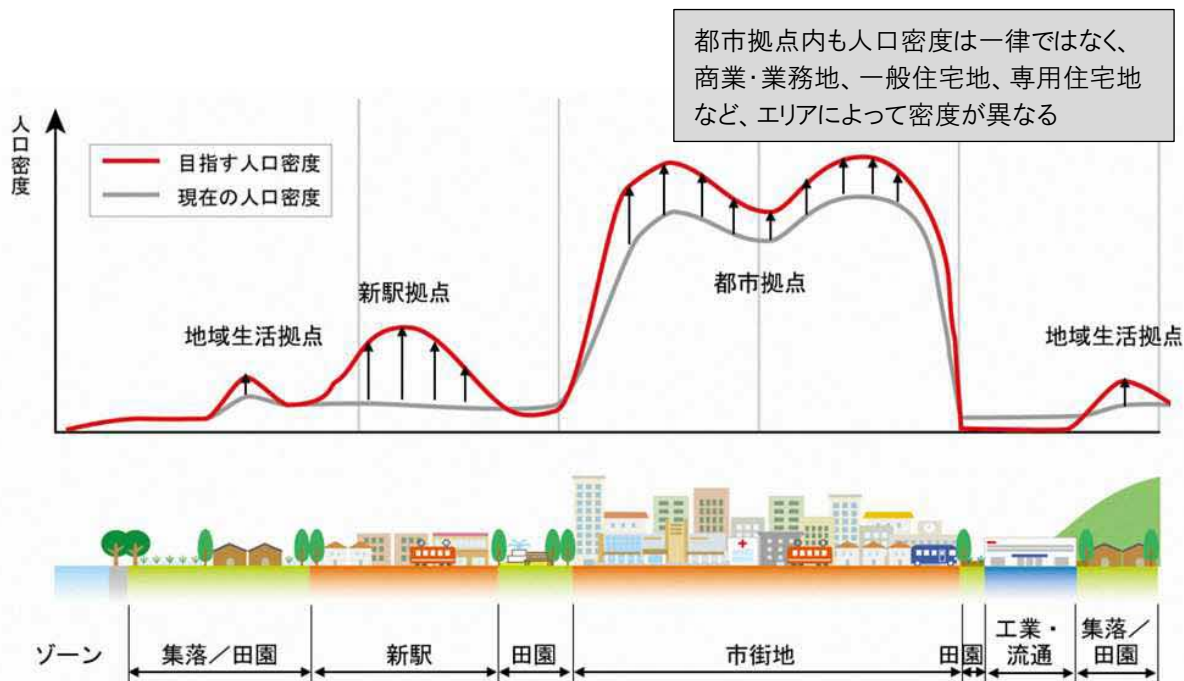 都市拠点内も人口密度は一律ではなく、
商業・業務地、一般住宅地、専用住宅地
など、エリアによって密度が異なる
人口密度
目指す人口密度
現在の人口密度
新駅拠点
都市拠点
地域生活拠点
地域生活拠点
ゾーン
集落／田園
新駅
田園
市街地
田園
工業・
流通
集落／
田園